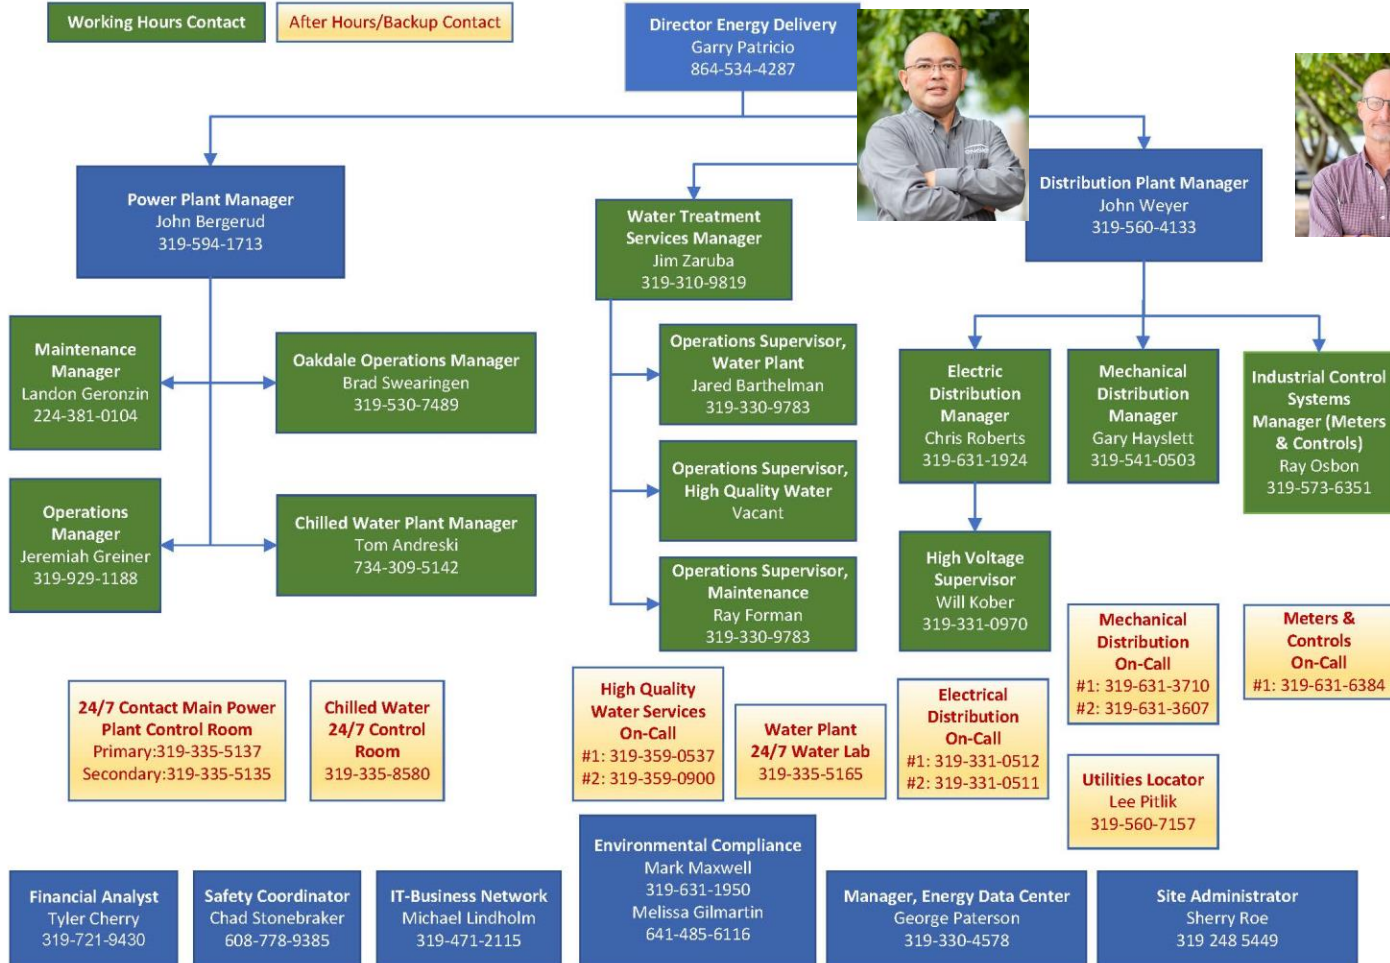 Working Hours Contact
After Hours/Backup Contact
Director Energy Delivery
Garry Patricio
864-534-4287
Power Plant Manager
John Bergerud
319-594-1713
Water Treatment
Services Manager
Jim Zaruba
319-310-9819
Distribution Plant Manager
John Weyer
319-560-4133
Maintenance
Manager
Landon Geronzin
224-381-0104
Oakdale Operations Manager
Brad Swearingen
319-530-7489
Operations
Manager
Jeremiah Greiner
319-929-1188
Chilled Water Plant Manager
Tom Andreski
734-309-5142
Operations Supervisor,
Water Plant
Jared Barthelman
319-330-9783
Operations Supervisor,
High Quality Water
Vacant
Operations Supervisor,
Maintenance
Ray Forman
319-330-9783
Electric
Distribution
Manager
Chris Roberts
319-631-1924
High Voltage
Supervisor
Will Kober
319-331-0970
Mechanical
Distribution
Manager
Gary Hayslett
319-541-0503
Industrial Control
Systems
Manager (Meters
& Controls)
Ray Osbon
319-573-6351
24/7 Contact Main Power
Plant Control Room
Primary:319-335-5137
Secondary:319-335-5135
Chilled Water
24/7 Control
Room
319-335-8580
High Quality
Water Services
On-Call
#1: 319-359-0537
#2: 319-359-0900
Water Plant
24/7 Water Lab
319-335-5165
Electrical
Distribution
On-Call
#1: 319-331-0512
#2: 319-331-0511
Mechanical
Distribution
On-Call
#1: 319-631-3710
#2: 319-631-3607
Meters &
Controls
On-Call
#1: 319-631-6384
Utilities Locator
Lee Pitlik
319-560-7157
Financial Analyst
Tyler Cherry
319-721-9430
Safety Coordinator
Chad Stonebraker
608-778-9385
IT-Business Network
Michael Lindholm
319-471-2115
Environmental Compliance
Mark Maxwell
319-631-1950
Melissa Gilmartin
641-485-6116
Manager, Energy Data Center
George Paterson
319-330-4578
Site Administrator
Sherry Roe
319 248 5449